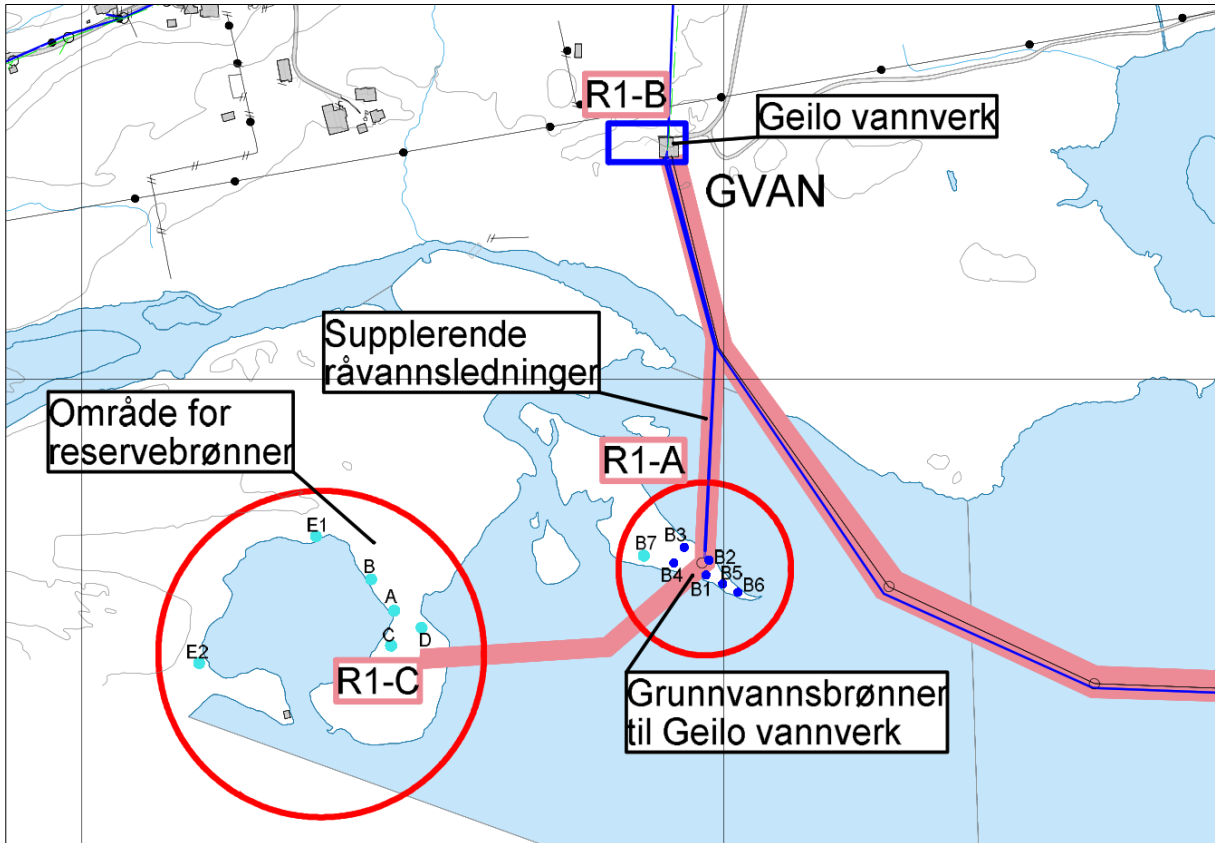 R1-B
Geilo vannverk
GVAN
Supplerende
råvannsledninger
Område for
reservebrønner
R1-A
E1
B3
B7
B2
B4
B
B5
B1
B6
A
D
C
E2
R1-C
Grunnvannsbrønner
til Geilo vannverk